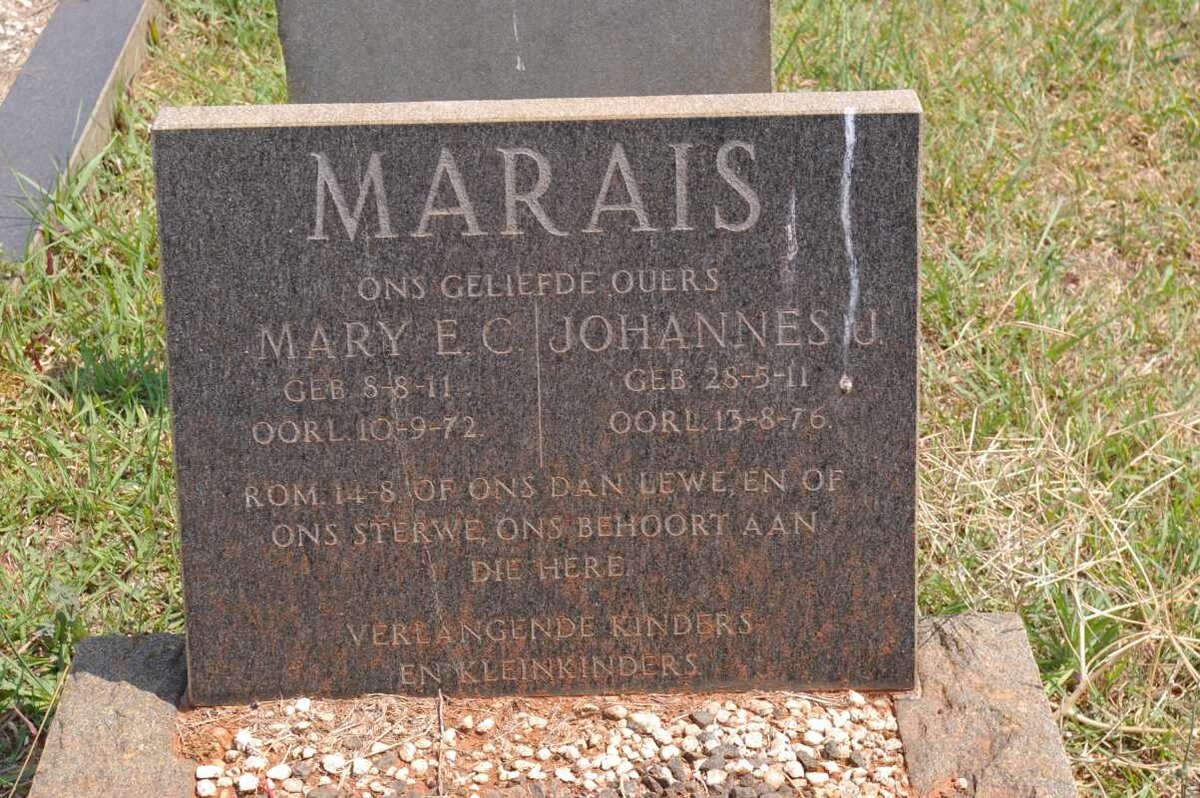 MARAIS
ONS GELIEFDE OUERS
MARY E.C. JOHANNES J.
GEB 8-8-11 GEB 28-5-11
OORL. 10-9-72. OORL. 13-8-76.
ROM. 14-8 OF ONS DAN LEWE, EN OF
ONS STERWE, ONS BEHOORT AAN
DIE HERE.
VERLANGENDE KINDERS
EN KLEINKINDERS